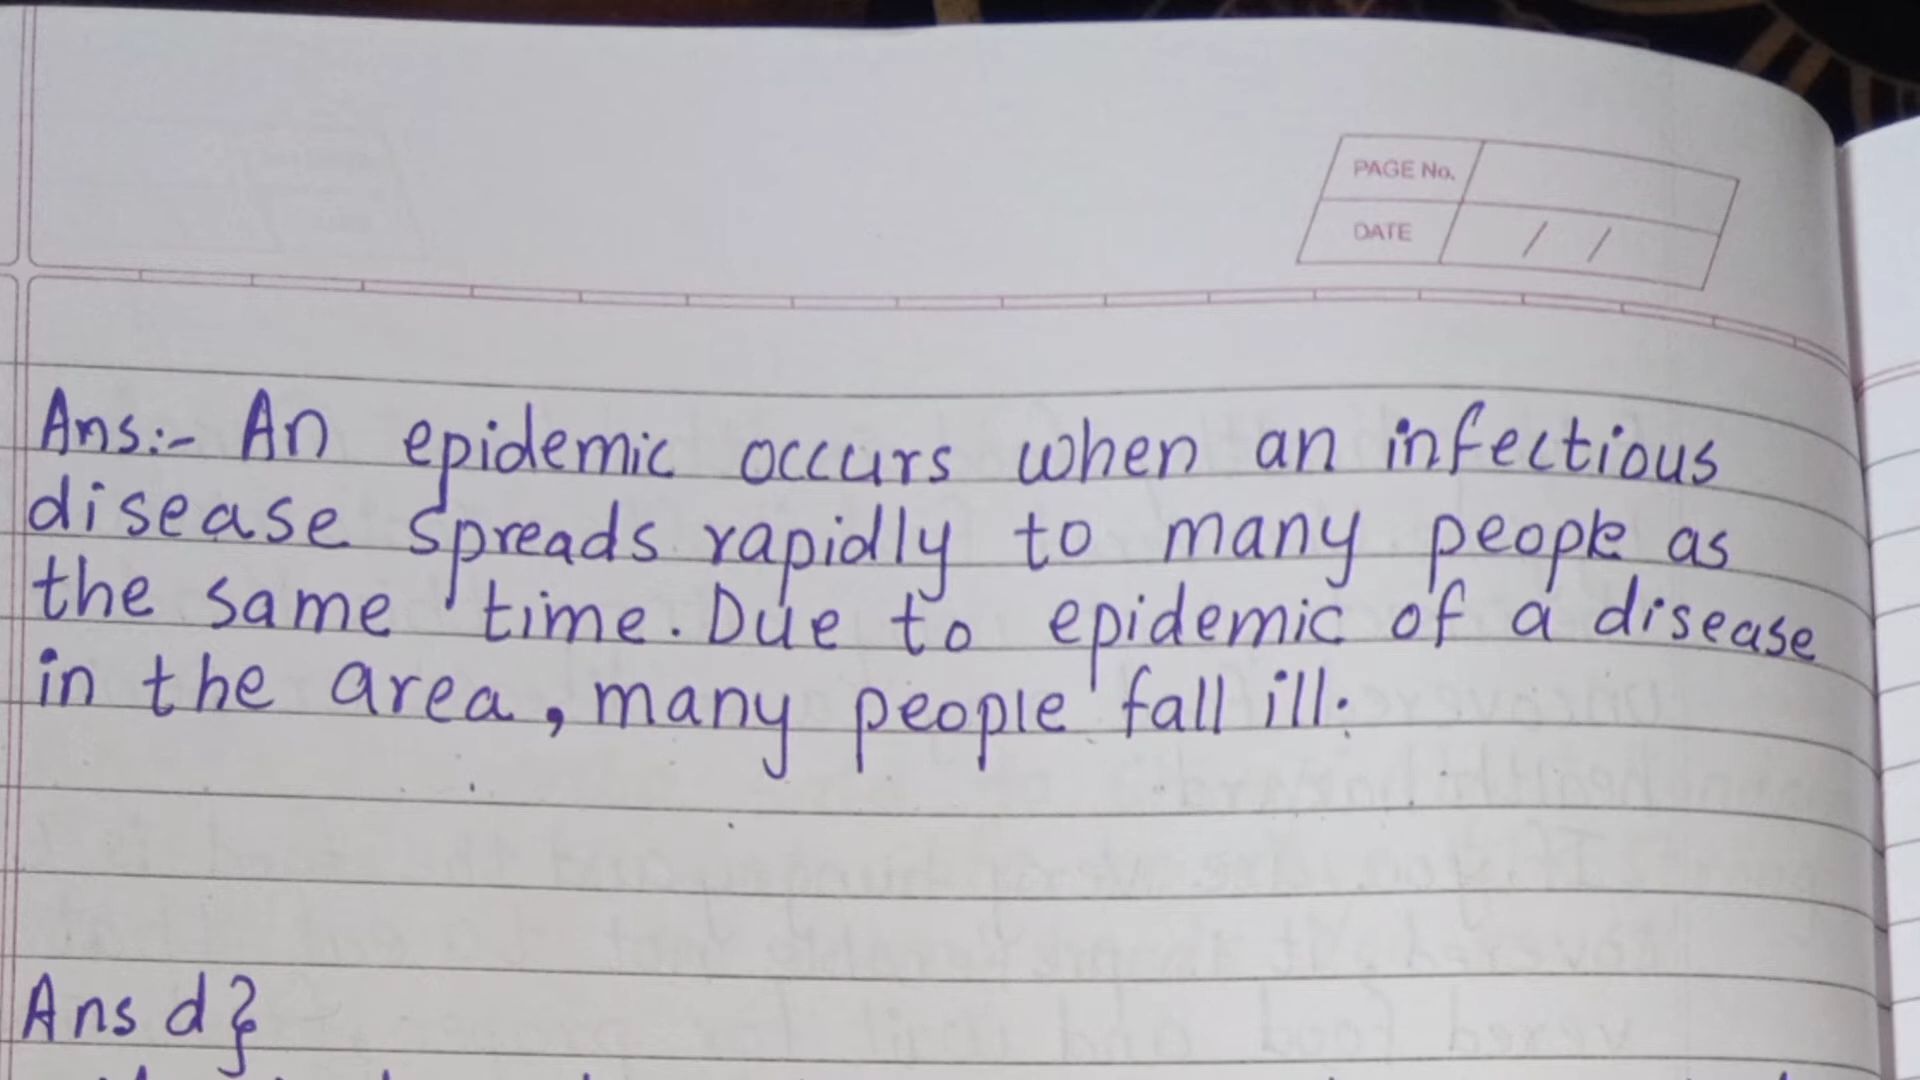 PAGE No.
DATE / /
Ans:- An epidemic occurs when an infectious
disease spreads rapidly to many people as
the same time. Due to epidemic of a disease
in the area, many people fall ill.
Ans d}